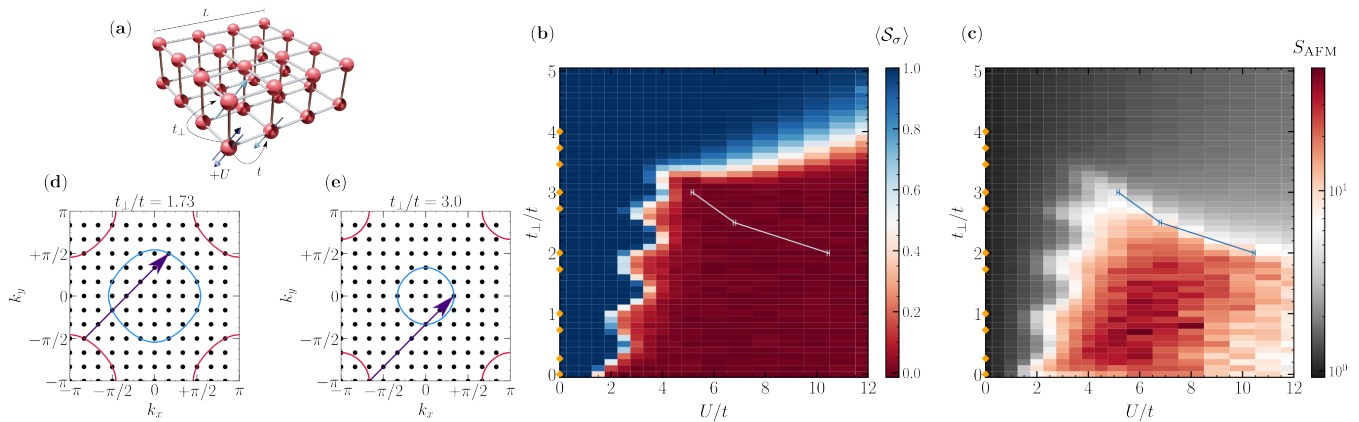 (a)
L
t⊥
+U
t
(d)
t⊥/t = 1.73
π
+π/2
0
−π/2
−π
k_y
−π
−π/2
0
+π/2
π
k_x
(e)
t⊥/t = 3.0
π
+π/2
0
−π/2
−π
k_y
−π
−π/2
0
+π/2
π
k_x
(b)
⟨S_σ⟩
5
4
3
2
1
0
t⊥/t
0
2
4
6
8
10
12
U/t
1.0
0.8
0.6
0.4
0.2
0.0
(c)
S_AFM
5
4
3
2
1
0
t⊥/t
0
2
4
6
8
10
12
U/t
10¹
10⁰